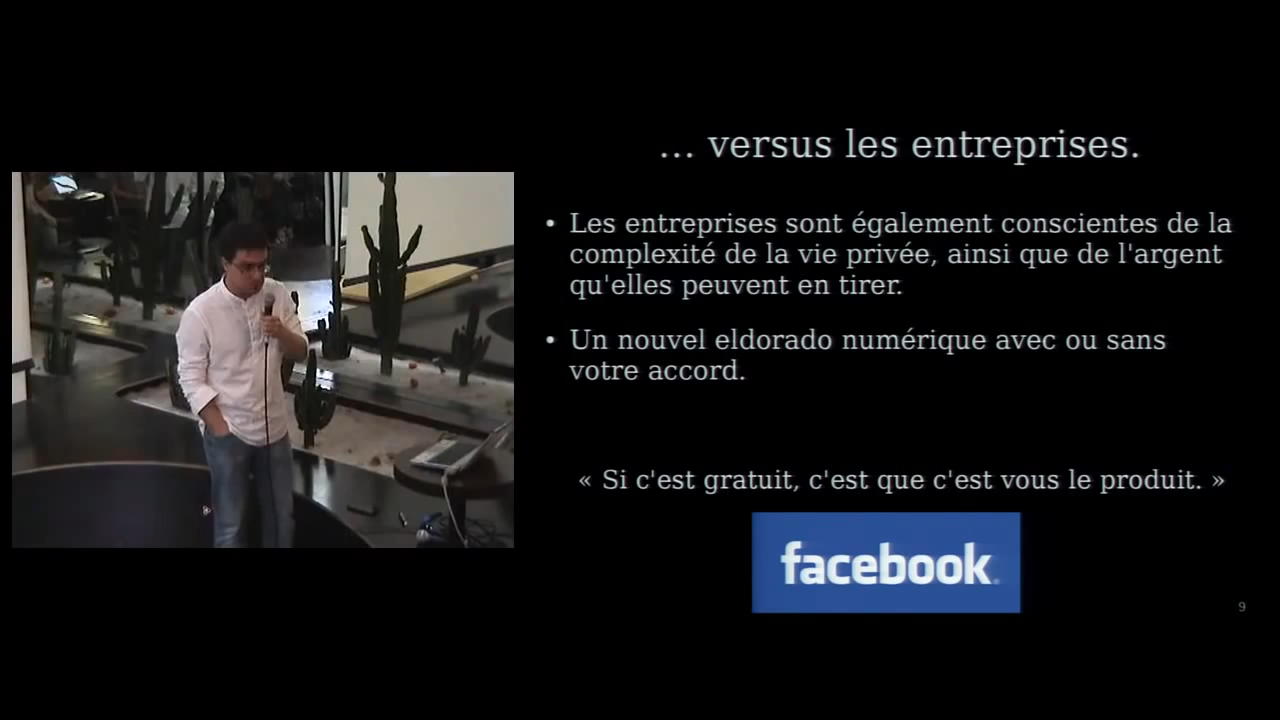 ... versus les entreprises.
• Les entreprises sont également conscientes de la
complexité de la vie privée, ainsi que de l'argent
qu'elles peuvent en tirer.
• Un nouvel eldorado numérique avec ou sans
votre accord.
« Si c'est gratuit, c'est que c'est vous le produit. »
facebook.
9